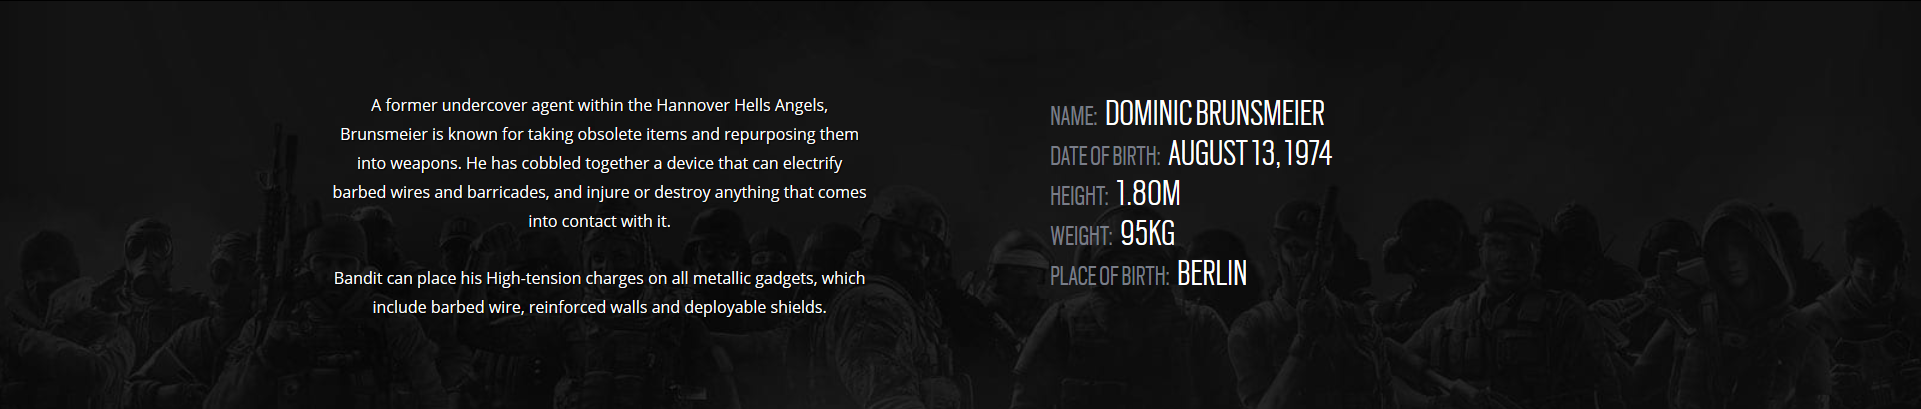 A former undercover agent within the Hannover Hells Angels,
Brunsmeier is known for taking obsolete items and repurposing them
into weapons. He has cobbled together a device that can electrify
barbed wires and barricades, and injure or destroy anything that comes
into contact with it.
Bandit can place his High-tension charges on all metallic gadgets, which
include barbed wire, reinforced walls and deployable shields.
NAME: DOMINIC BRUNSMEIER
DATE OF BIRTH: AUGUST 13, 1974
HEIGHT: 1.80M
WEIGHT: 95KG
PLACE OF BIRTH: BERLIN